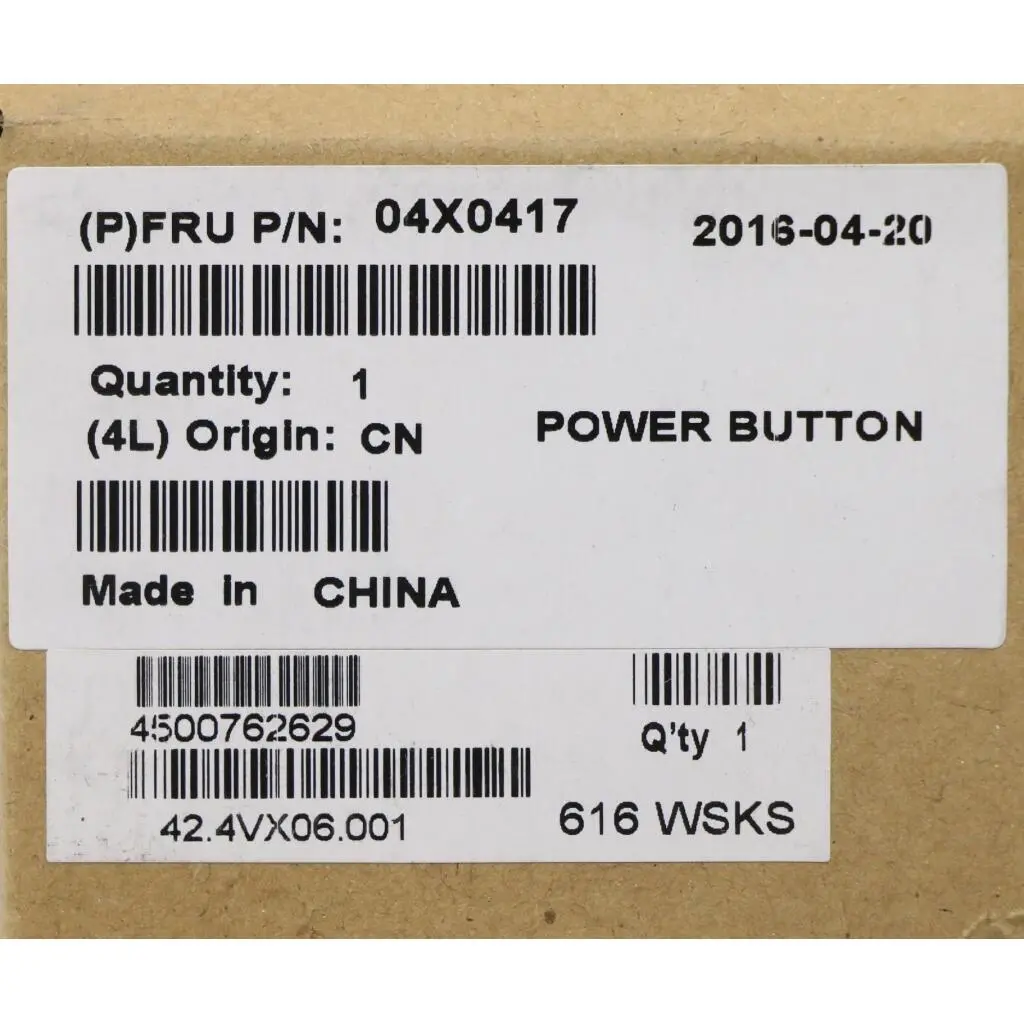 (P)FRU P/N: 04X0417 2016-04-20
Quantity: 1
(4L) Origin: CN
POWER BUTTON
Made in CHINA
4500762629
Q'ty 1
42.4VX06.001
616 WSKS